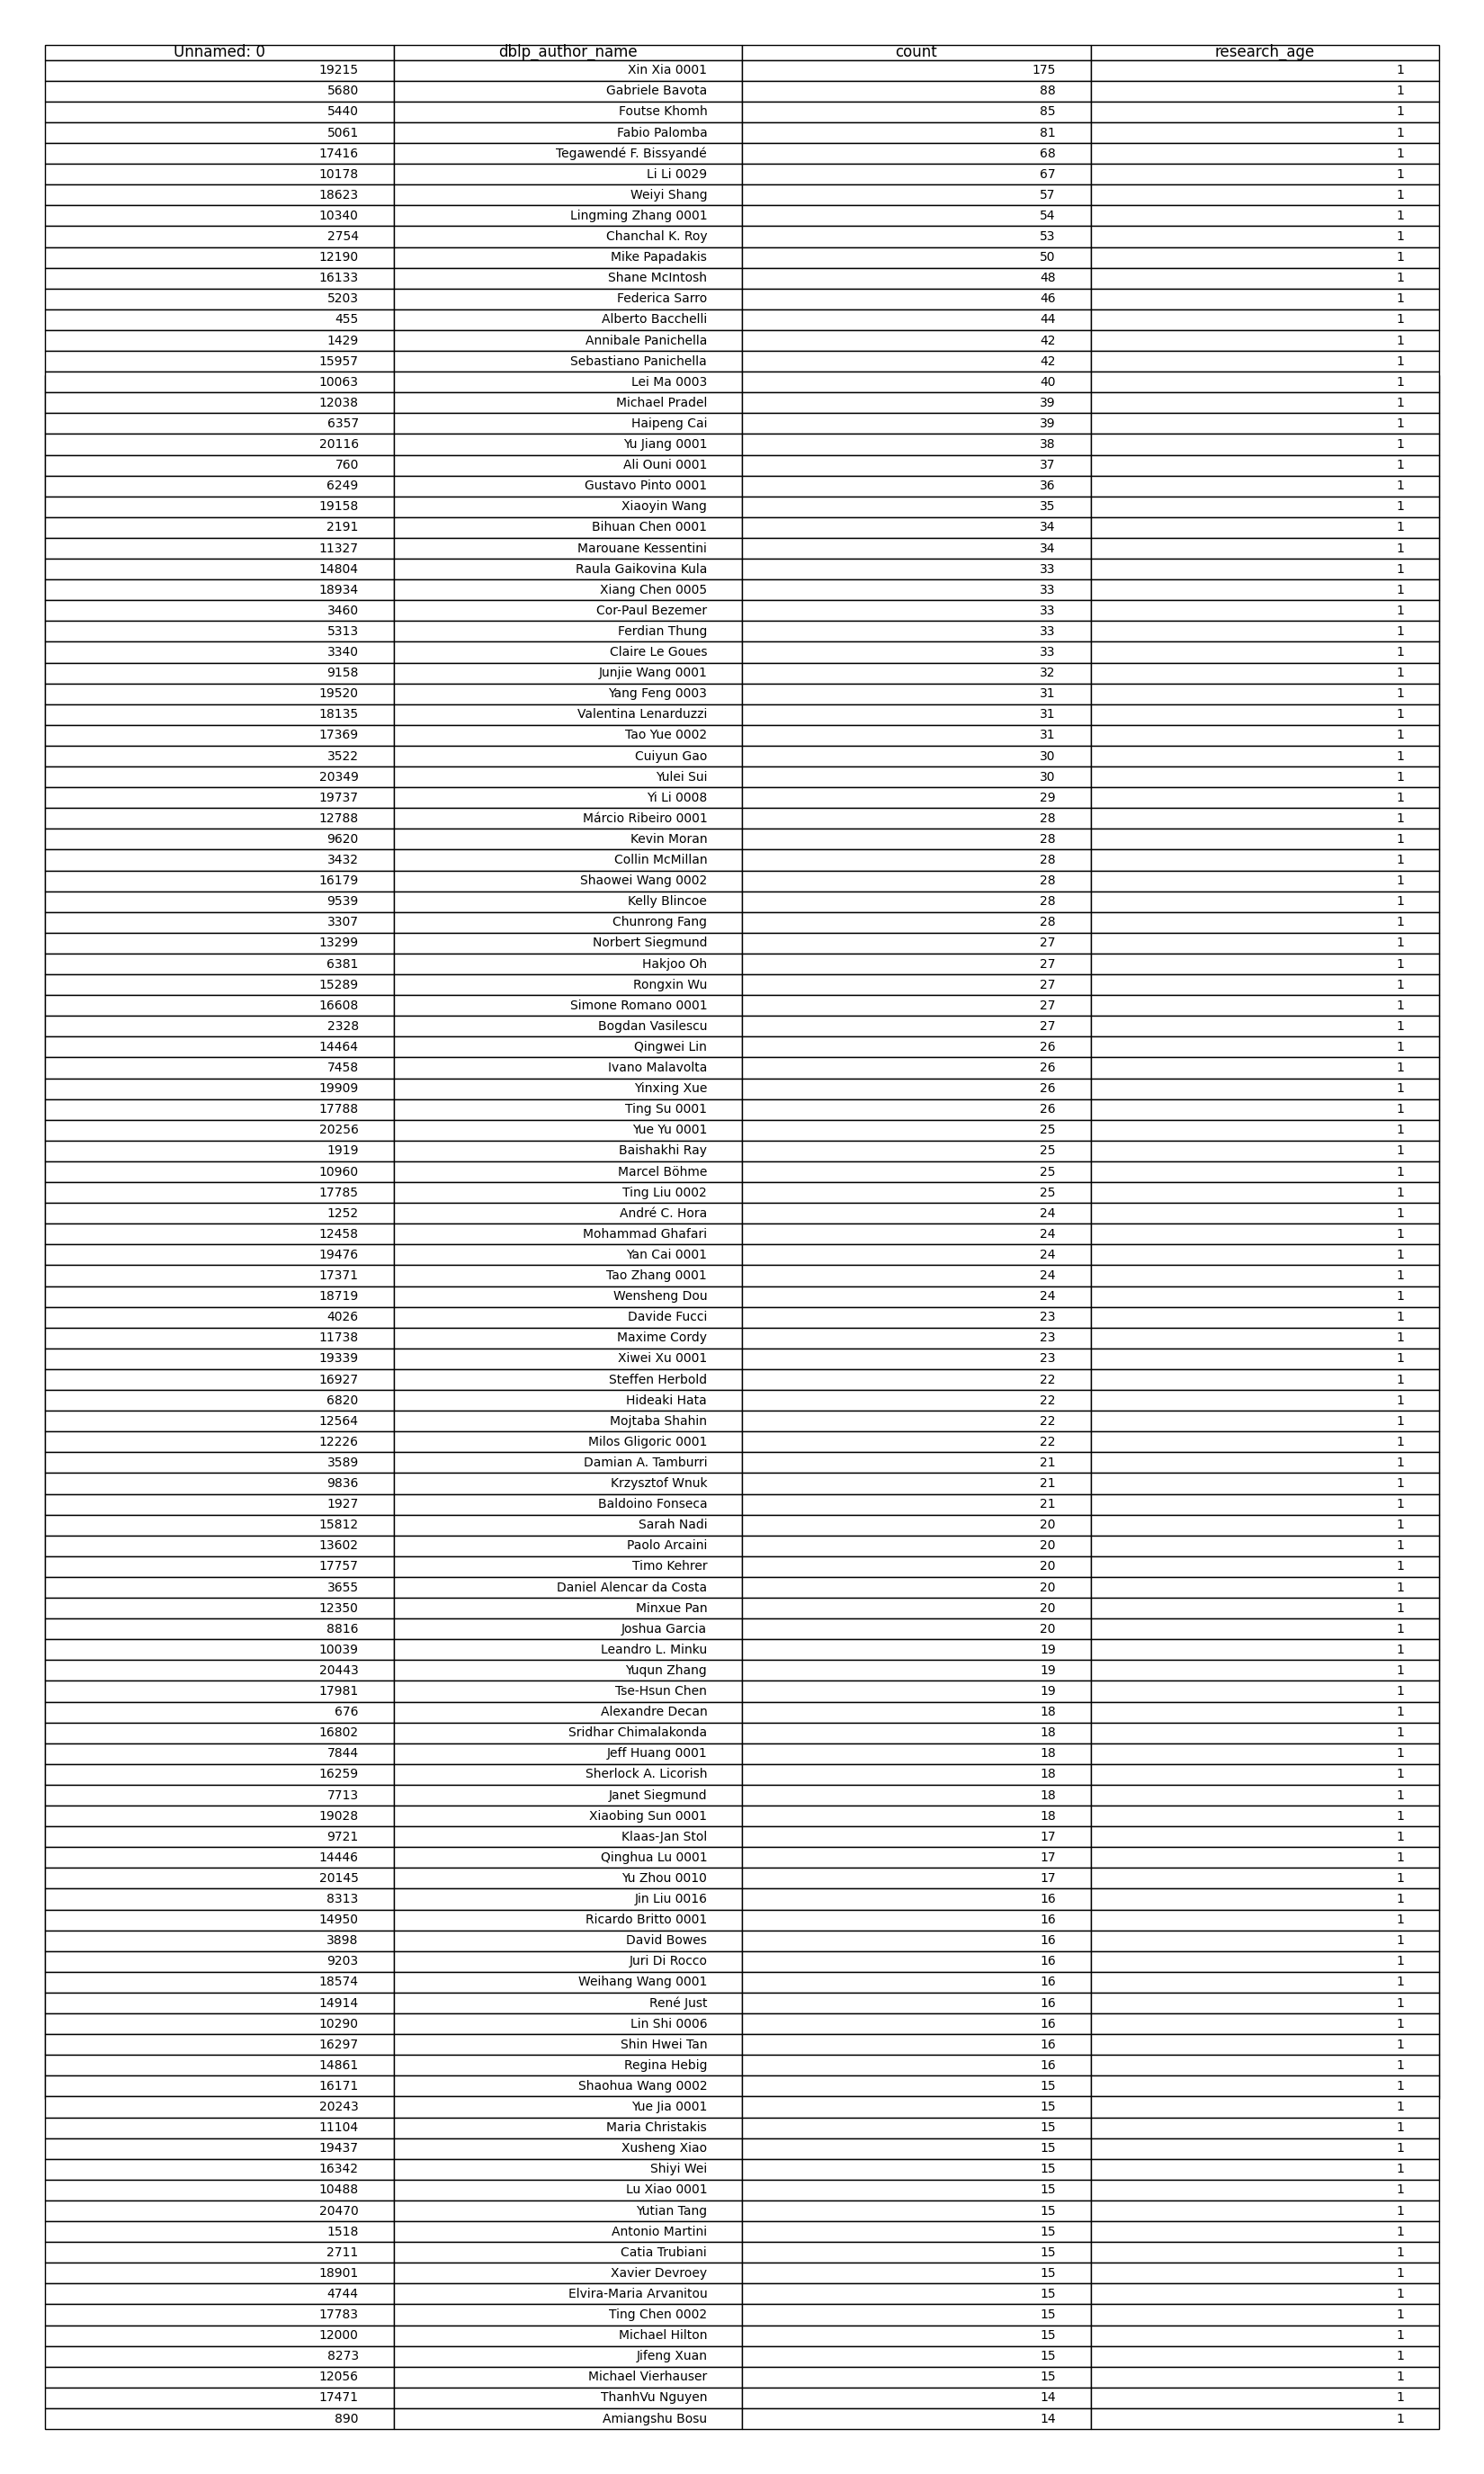 Unnamed: 0 dblp_author_name count research_age
19215 Xin Xia 0001 175 1
5680 Gabriele Bavota 88 1
5440 Foutse Khomh 85 1
5061 Fabio Palomba 81 1
17416 Tegawendé F. Bissyandé 68 1
10178 Li Li 0029 67 1
18623 Weiyi Shang 57 1
10340 Lingming Zhang 0001 54 1
2754 Chanchal K. Roy 53 1
12190 Mike Papadakis 50 1
16133 Shane McIntosh 48 1
5203 Federica Sarro 46 1
455 Alberto Bacchelli 44 1
1429 Annibale Panichella 42 1
15957 Sebastiano Panichella 42 1
10063 Lei Ma 0003 40 1
12038 Michael Pradel 39 1
6357 Haipeng Cai 39 1
20116 Yu Jiang 0001 38 1
760 Ali Ouni 0001 37 1
6249 Gustavo Pinto 0001 36 1
19158 Xiaoyin Wang 35 1
2191 Bihuan Chen 0001 34 1
11327 Marouane Kessentini 34 1
14804 Raula Gaikovina Kula 33 1
18934 Xiang Chen 0005 33 1
3460 Cor-Paul Bezemer 33 1
5313 Ferdian Thung 33 1
3340 Claire Le Goues 33 1
9158 Junjie Wang 0001 32 1
19520 Yang Feng 0003 31 1
18135 Valentina Lenarduzzi 31 1
17369 Tao Yue 0002 31 1
3522 Cuiyun Gao 30 1
20349 Yulei Sui 30 1
19737 Yi Li 0008 29 1
12788 Márcio Ribeiro 0001 28 1
9620 Kevin Moran 28 1
3432 Collin McMillan 28 1
16179 Shaowei Wang 0002 28 1
9539 Kelly Blincoe 28 1
3307 Chunrong Fang 28 1
13299 Norbert Siegmund 27 1
6381 Hakjoo Oh 27 1
15289 Rongxin Wu 27 1
16608 Simone Romano 0001 27 1
2328 Bogdan Vasilescu 27 1
14464 Qingwei Lin 26 1
7458 Ivano Malavolta 26 1
19909 Yinxing Xue 26 1
17788 Ting Su 0001 26 1
20256 Yue Yu 0001 25 1
1919 Baishakhi Ray 25 1
10960 Marcel Böhme 25 1
17785 Ting Liu 0002 25 1
1252 André C. Hora 24 1
12458 Mohammad Ghafari 24 1
19476 Yan Cai 0001 24 1
17371 Tao Zhang 0001 24 1
18719 Wensheng Dou 24 1
4026 Davide Fucci 23 1
11738 Maxime Cordy 23 1
19339 Xiwei Xu 0001 23 1
16927 Steffen Herbold 22 1
6820 Hideaki Hata 22 1
12564 Mojtaba Shahin 22 1
12226 Milos Gligoric 0001 22 1
3589 Damian A. Tamburri 21 1
9836 Krzysztof Wnuk 21 1
1927 Baldoino Fonseca 21 1
15812 Sarah Nadi 20 1
13602 Paolo Arcaini 20 1
17757 Timo Kehrer 20 1
3655 Daniel Alencar da Costa 20 1
12350 Minxue Pan 20 1
8816 Joshua Garcia 20 1
10039 Leandro L. Minku 19 1
20443 Yuqun Zhang 19 1
17981 Tse-Hsun Chen 19 1
676 Alexandre Decan 18 1
16802 Sridhar Chimalakonda 18 1
7844 Jeff Huang 0001 18 1
16259 Sherlock A. Licorish 18 1
7713 Janet Siegmund 18 1
19028 Xiaobing Sun 0001 18 1
9721 Klaas-Jan Stol 17 1
14446 Qinghua Lu 0001 17 1
20145 Yu Zhou 0010 17 1
8313 Jin Liu 0016 16 1
14950 Ricardo Britto 0001 16 1
3898 David Bowes 16 1
9203 Juri Di Rocco 16 1
18574 Weihang Wang 0001 16 1
14914 René Just 16 1
10290 Lin Shi 0006 16 1
16297 Shin Hwei Tan 16 1
14861 Regina Hebig 16 1
16171 Shaohua Wang 0002 15 1
20243 Yue Jia 0001 15 1
11104 Maria Christakis 15 1
19437 Xusheng Xiao 15 1
16342 Shiyi Wei 15 1
10488 Lu Xiao 0001 15 1
20470 Yutian Tang 15 1
1518 Antonio Martini 15 1
2711 Catia Trubiani 15 1
18901 Xavier Devroey 15 1
4744 Elvira-Maria Arvanitou 15 1
17783 Ting Chen 0002 15 1
12000 Michael Hilton 15 1
8273 Jifeng Xuan 15 1
12056 Michael Vierhauser 15 1
17471 ThanhVu Nguyen 14 1
890 Amiangshu Bosu 14 1